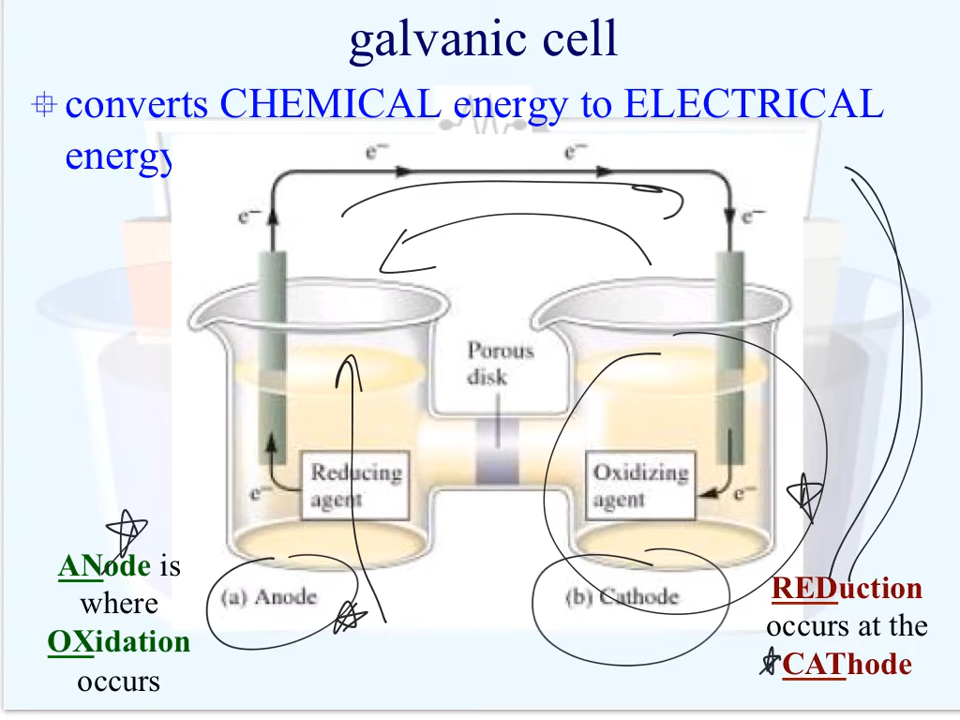 galvanic cell
converts CHEMICAL energy to ELECTRICAL
energy
e⁻ e⁻
e⁻ e⁻
Porous
disk
Reducing
agent
e⁻
Oxidizing
agent
e⁻
(a) Anode
(b) Cathode
ANode is
where
OXidation
occurs
REDuction
occurs at the
CAThode